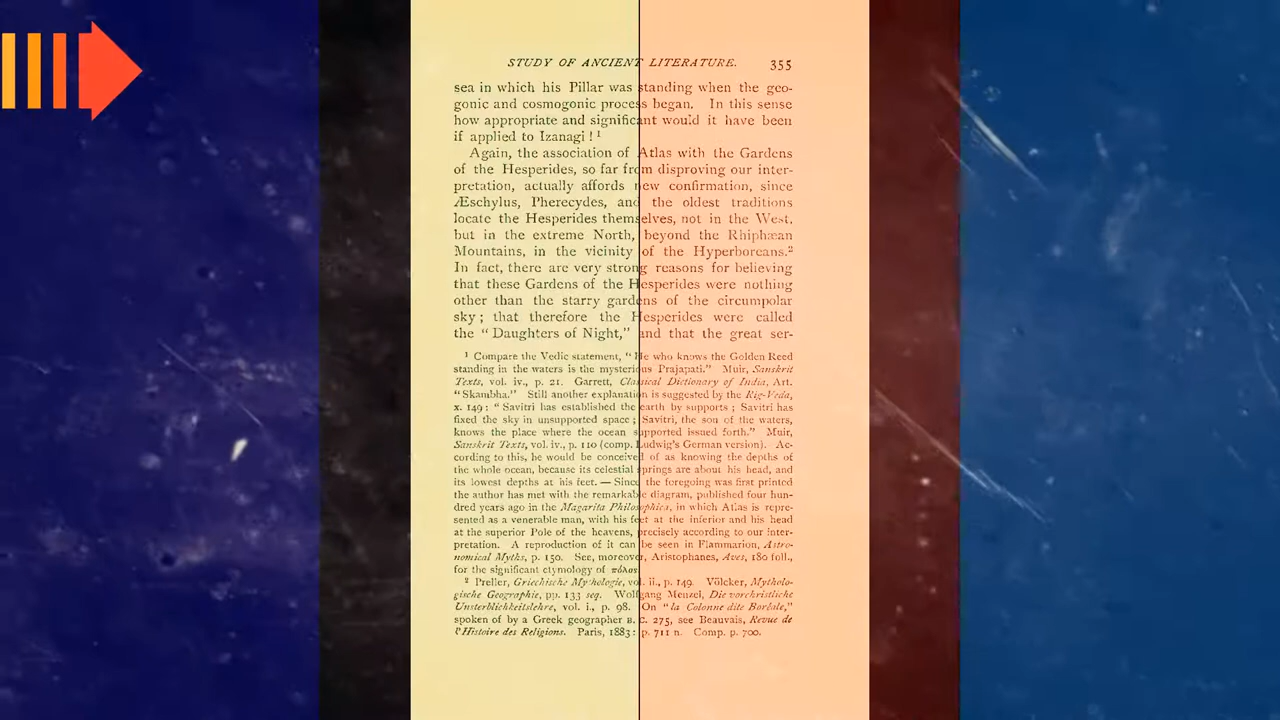 STUDY OF ANCIENT LITERATURE. 355
sea in which his Pillar was standing when the geo-
gonic and cosmogonic process began. In this sense
how appropriate and significant would it have been
if applied to Izanagi ! ¹
Again, the association of Atlas with the Gardens
of the Hesperides, so far from disproving our inter-
pretation, actually affords new confirmation, since
Æschylus, Pherecydes, and the oldest traditions
locate the Hesperides themselves, not in the West,
but in the extreme North, beyond the Rhiphæan
Mountains, in the vicinity of the Hyperboreans.²
In fact, there are very strong reasons for believing
that these Gardens of the Hesperides were nothing
other than the starry gardens of the circumpolar
sky ; that therefore the Hesperides were called
the “ Daughters of Night,” and that the great ser-
¹ Compare the Vedic statement, “ He who knows the Golden Reed
standing in the waters is the mysterious Prajapati.” Muir, Sanskrit
Texts, vol. iv., p. 21. Garrett, Classical Dictionary of India, Art.
“ Skambha.” Still another explanation is suggested by the Rig-Veda,
x. 149 : “ Savitri has established the earth by supports ; Savitri has
fixed the sky in unsupported space ; Savitri, the son of the waters,
knows the place where the ocean supported issued forth.” Muir,
Sanskrit Texts, vol. iv., p. 110 (comp. Ludwig's German version). Ac-
cording to this, he would be conceived of as knowing the depths of
the whole ocean, because its celestial springs are about his head, and
its lowest depths at his feet. — Since the foregoing was first printed
the author has met with the remarkable diagram, published four hun-
dred years ago in the Magarita Philosophica, in which Atlas is repre-
sented as a venerable man, with his feet at the inferior and his head
at the superior Pole of the heavens, precisely according to our inter-
pretation. A reproduction of it can be seen in Flammarion, Astro-
nomical Myths, p. 150. See, moreover, Aristophanes, Aves, 180 foll.,
for the significant etymology of πόλος.
² Preller, Griechische Mythologie, vol. ii., p. 149. Völcker, Mytholo-
gische Geographie, pp. 133 seq. Wolfgang Menzel, Die vorchristliche
Unsterblichkeitslehre, vol. i., p. 98. On “ la Colonne dite Boréale,”
spoken of by a Greek geographer B. C. 275, see Beauvais, Revue de
l'Histoire des Religions. Paris, 1883 : p. 711 n. Comp. p. 700.